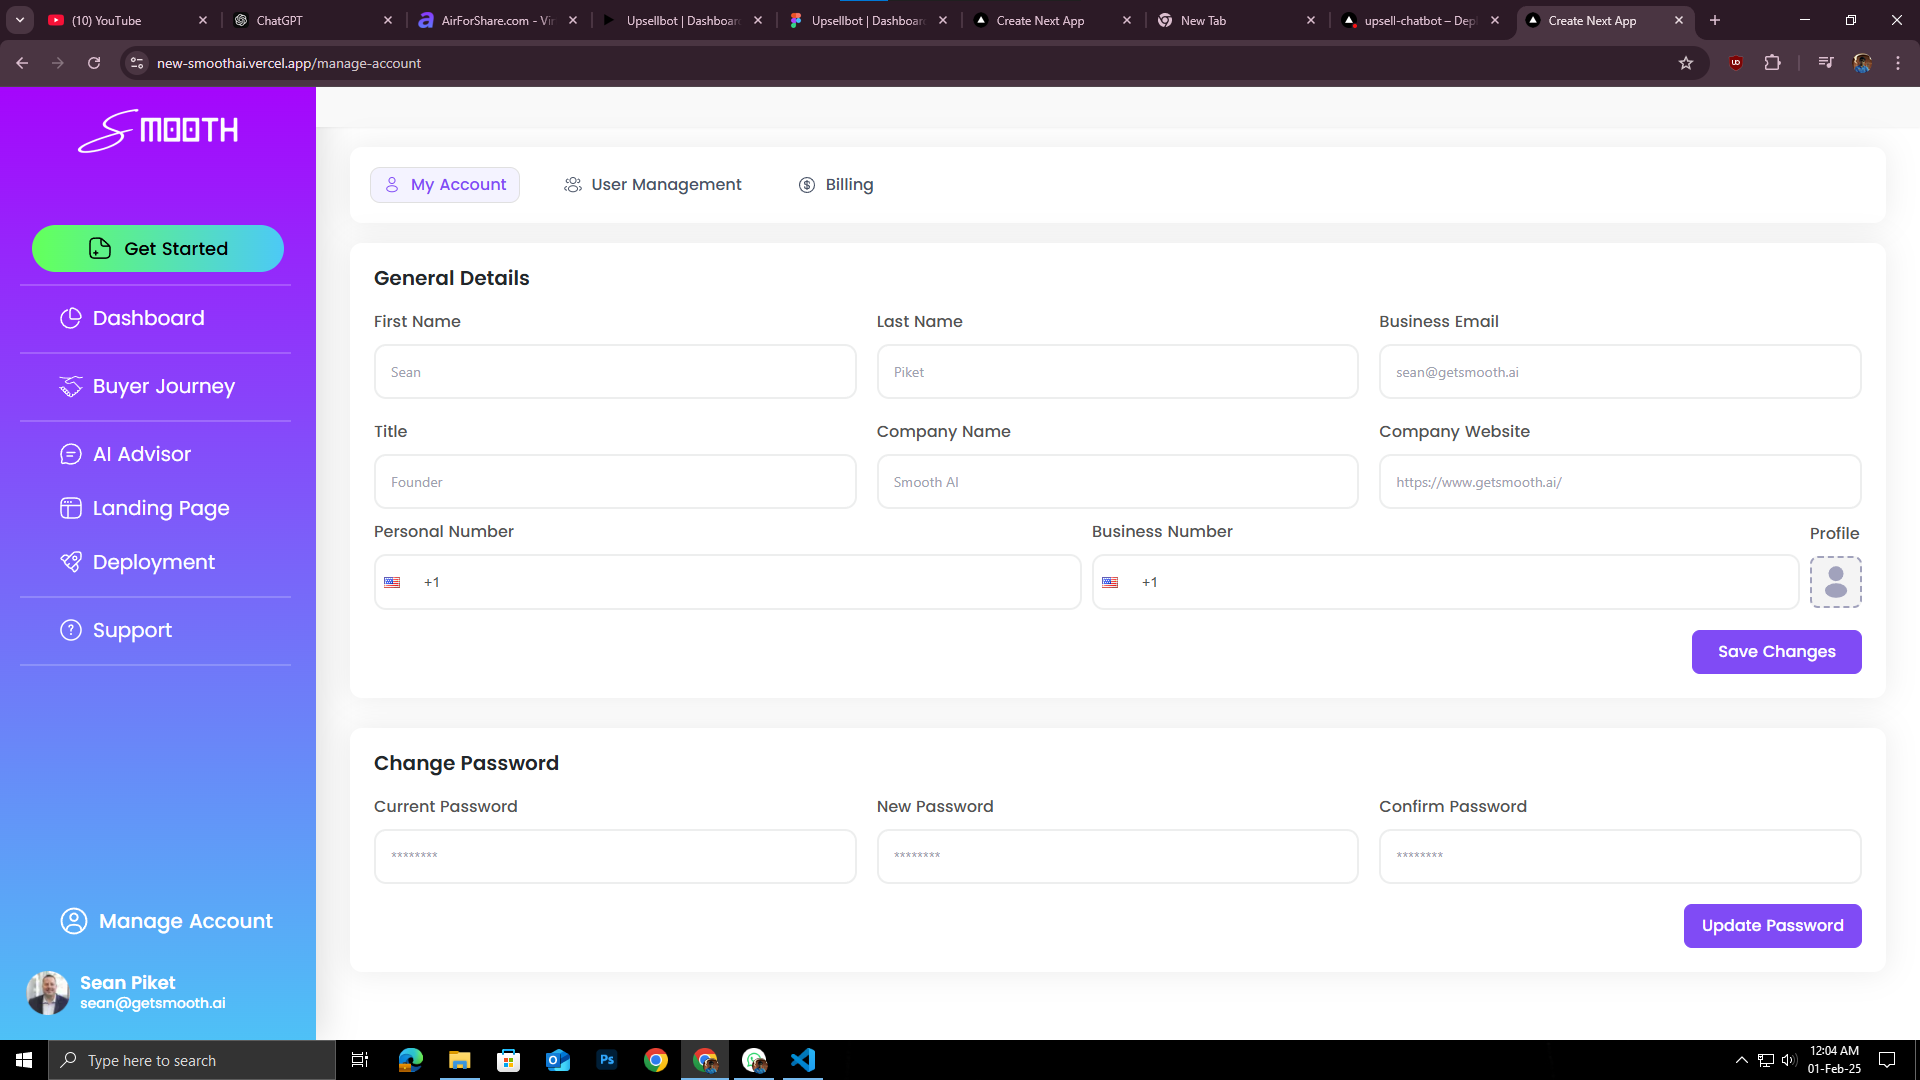 (10) YouTube
ChatGPT
AirForShare.com - Vir
Upsellbot | Dashboard
Upsellbot | Dashboar
Create Next App
New Tab
upsell-chatbot – Depl
Create Next App
new-smoothai.vercel.app/manage-account
SMOOTH
Get Started
Dashboard
Buyer Journey
AI Advisor
Landing Page
Deployment
Support
Manage Account
Sean Piket
sean@getsmooth.ai
My Account
User Management
Billing
General Details
First Name
Last Name
Business Email
Sean
Piket
sean@getsmooth.ai
Title
Company Name
Company Website
Founder
Smooth AI
https://www.getsmooth.ai/
Personal Number
Business Number
Profile
+1
+1
Save Changes
Change Password
Current Password
New Password
Confirm Password
********
********
********
Update Password
Type here to search
Ps
12:04 AM
01-Feb-25